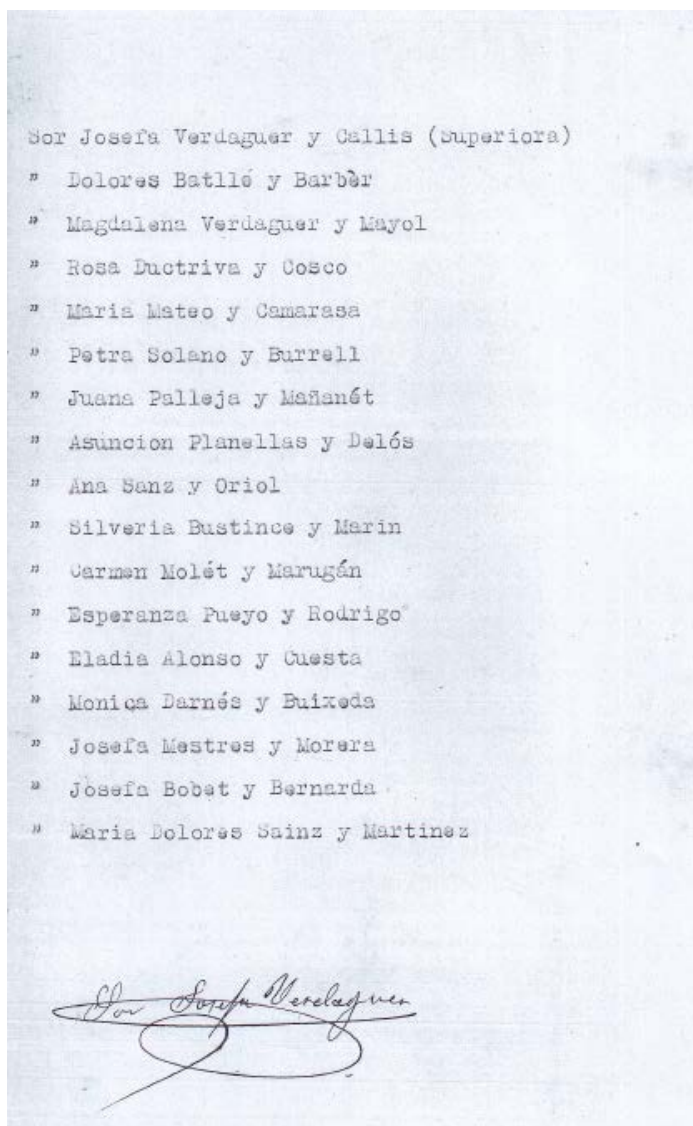 Sor Josefa Verdaguer y Callis (Superiora)
" Dolores Batlló y Barbèr
" Magdalena Verdaguer y Mayol
" Rosa Ductriva y Cosco
" Maria Mateo y Camarasa
" Petra Solano y Burrell
" Juana Palleja y Mañanét
" Asuncion Planellas y Delós
" Ana Sanz y Oriol
" Silveria Bustince y Marin
" Carmen Molét y Marugán
" Esperanza Pueyo y Rodrigo
" Eladia Alonso y Cuesta
" Monica Darnés y Buixeda
" Josefa Mestres y Morera
" Josefa Bobet y Bernarda
" Maria Dolores Sainz y Martinez
Sor Josefa Verdaguer